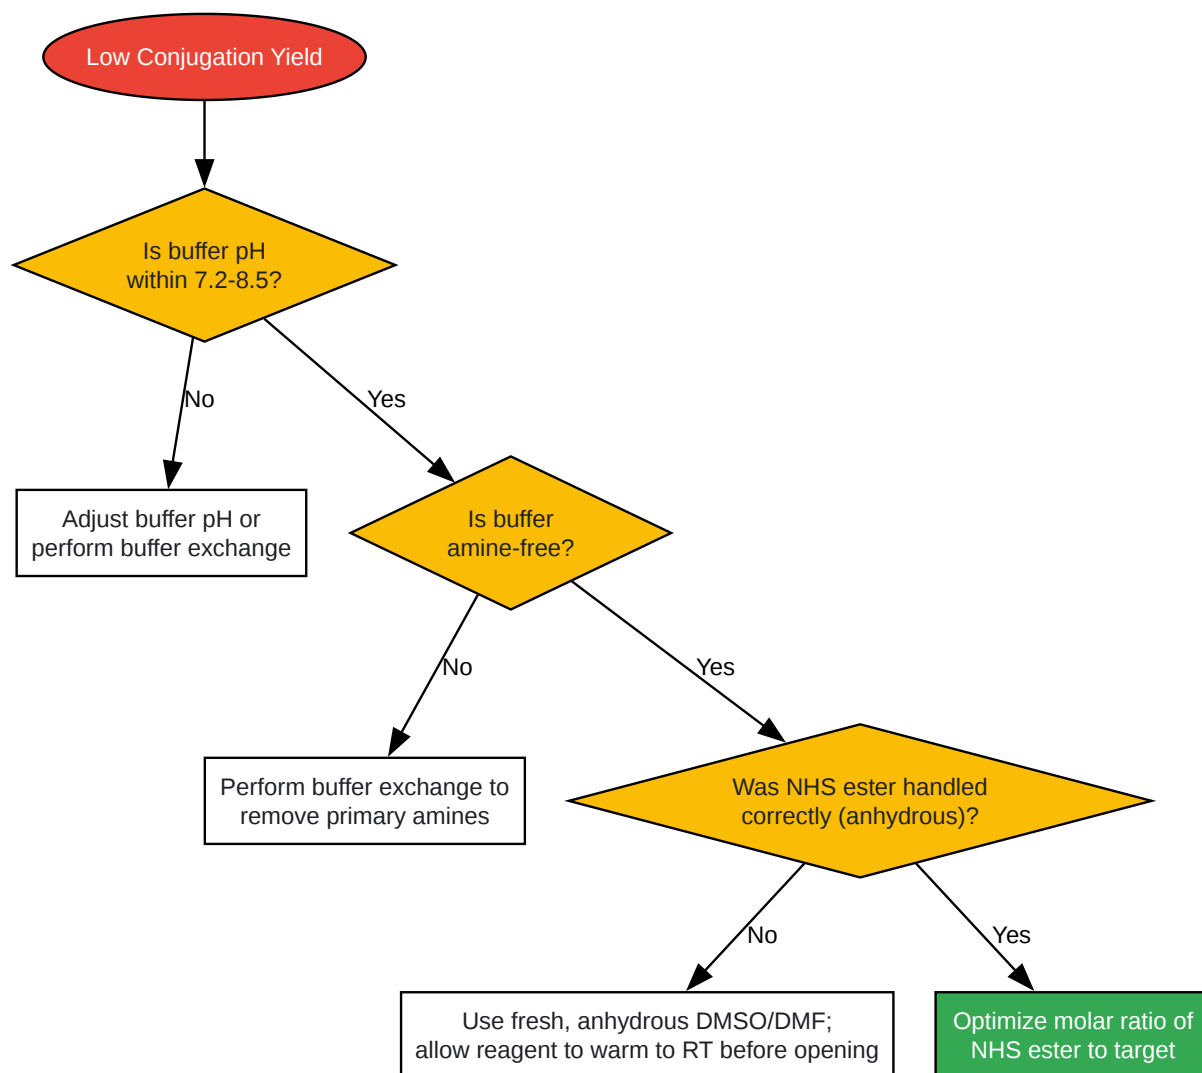 Low Conjugation Yield
Is buffer pH
within 7.2-8.5?
No
Yes
Adjust buffer pH or
perform buffer exchange
Is buffer
amine-free?
No
Yes
Perform buffer exchange to
remove primary amines
Was NHS ester handled
correctly (anhydrous)?
No
Yes
Use fresh, anhydrous DMSO/DMF;
allow reagent to warm to RT before opening
Optimize molar ratio of
NHS ester to target